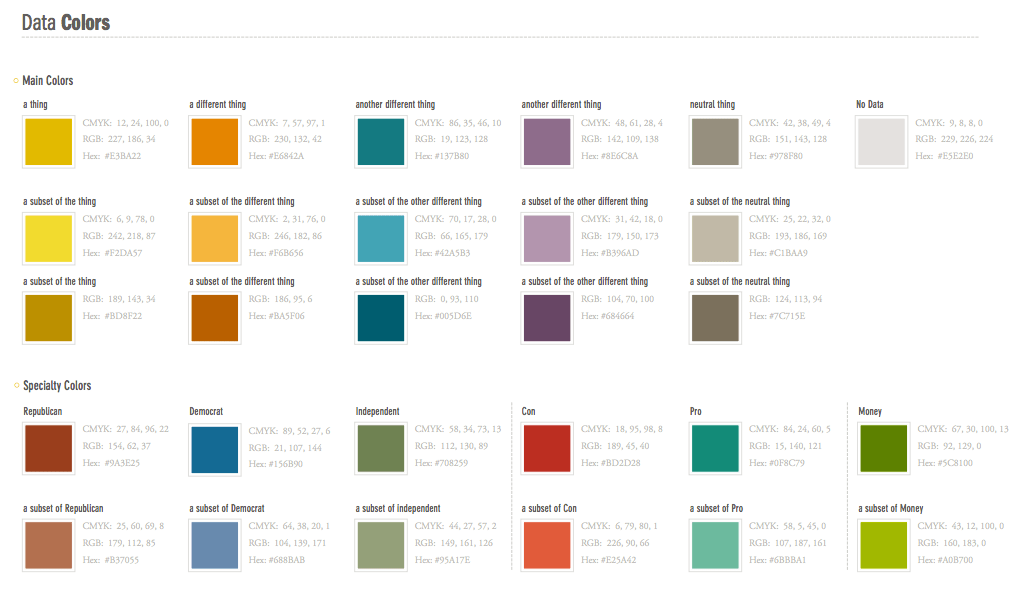 Data Colors
Main Colors
a thing
CMYK: 12, 24, 100, 0
RGB: 227, 186, 34
Hex: #E3BA22
a different thing
CMYK: 7, 57, 97, 1
RGB: 230, 132, 42
Hex: #E6842A
another different thing
CMYK: 86, 35, 46, 10
RGB: 19, 123, 128
Hex: #137B80
another different thing
CMYK: 48, 61, 28, 4
RGB: 142, 109, 138
Hex: #8E6C8A
neutral thing
CMYK: 42, 38, 49, 4
RGB: 151, 143, 128
Hex: #978F80
No Data
CMYK: 9, 8, 8, 0
RGB: 229, 226, 224
Hex: #E5E2E0
a subset of the thing
CMYK: 6, 9, 78, 0
RGB: 242, 218, 87
Hex: #F2DA57
a subset of the different thing
CMYK: 2, 31, 76, 0
RGB: 246, 182, 86
Hex: #F6B656
a subset of the other different thing
CMYK: 70, 17, 28, 0
RGB: 66, 165, 179
Hex: #42A5B3
a subset of the other different thing
CMYK: 31, 42, 18, 0
RGB: 179, 150, 173
Hex: #B396AD
a subset of the neutral thing
CMYK: 25, 22, 32, 0
RGB: 193, 186, 169
Hex: #C1BAA9
a subset of the thing
RGB: 189, 143, 34
Hex: #BD8F22
a subset of the different thing
RGB: 186, 95, 6
Hex: #BA5F06
a subset of the other different thing
RGB: 0, 93, 110
Hex: #005D6E
a subset of the other different thing
RGB: 104, 70, 100
Hex: #684664
a subset of the neutral thing
RGB: 124, 113, 94
Hex: #7C715E
Specialty Colors
Republican
CMYK: 27, 84, 96, 22
RGB: 154, 62, 37
Hex: #9A3E25
Democrat
CMYK: 89, 52, 27, 6
RGB: 21, 107, 144
Hex: #156B90
Independent
CMYK: 58, 34, 73, 13
RGB: 112, 130, 89
Hex: #708259
Con
CMYK: 18, 95, 98, 8
RGB: 189, 45, 40
Hex: #BD2D28
Pro
CMYK: 84, 24, 60, 5
RGB: 15, 140, 121
Hex: #0F8C79
Money
CMYK: 67, 30, 100, 13
RGB: 92, 129, 0
Hex: #5C8100
a subset of Republican
CMYK: 25, 60, 69, 8
RGB: 179, 112, 85
Hex: #B37055
a subset of Democrat
CMYK: 64, 38, 20, 1
RGB: 104, 139, 171
Hex: #688BAB
a subset of independent
CMYK: 44, 27, 57, 2
RGB: 149, 161, 126
Hex: #95A17E
a subset of Con
CMYK: 6, 79, 80, 1
RGB: 226, 90, 66
Hex: #E25A42
a subset of Pro
CMYK: 58, 5, 45, 0
RGB: 107, 187, 161
Hex: #6BBBA1
a subset of Money
CMYK: 43, 12, 100, 0
RGB: 160, 183, 0
Hex: #A0B700